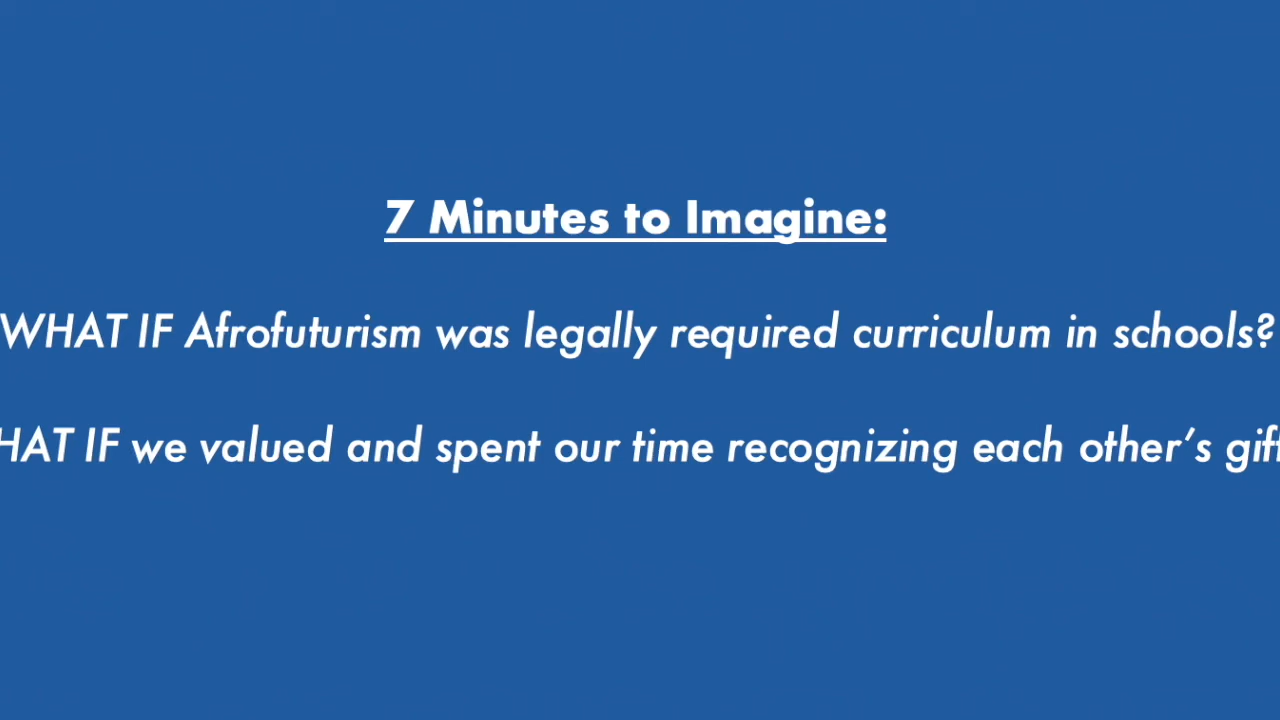 7 Minutes to Imagine:
WHAT IF Afrofuturism was legally required curriculum in schools?
HAT IF we valued and spent our time recognizing each other’s gif